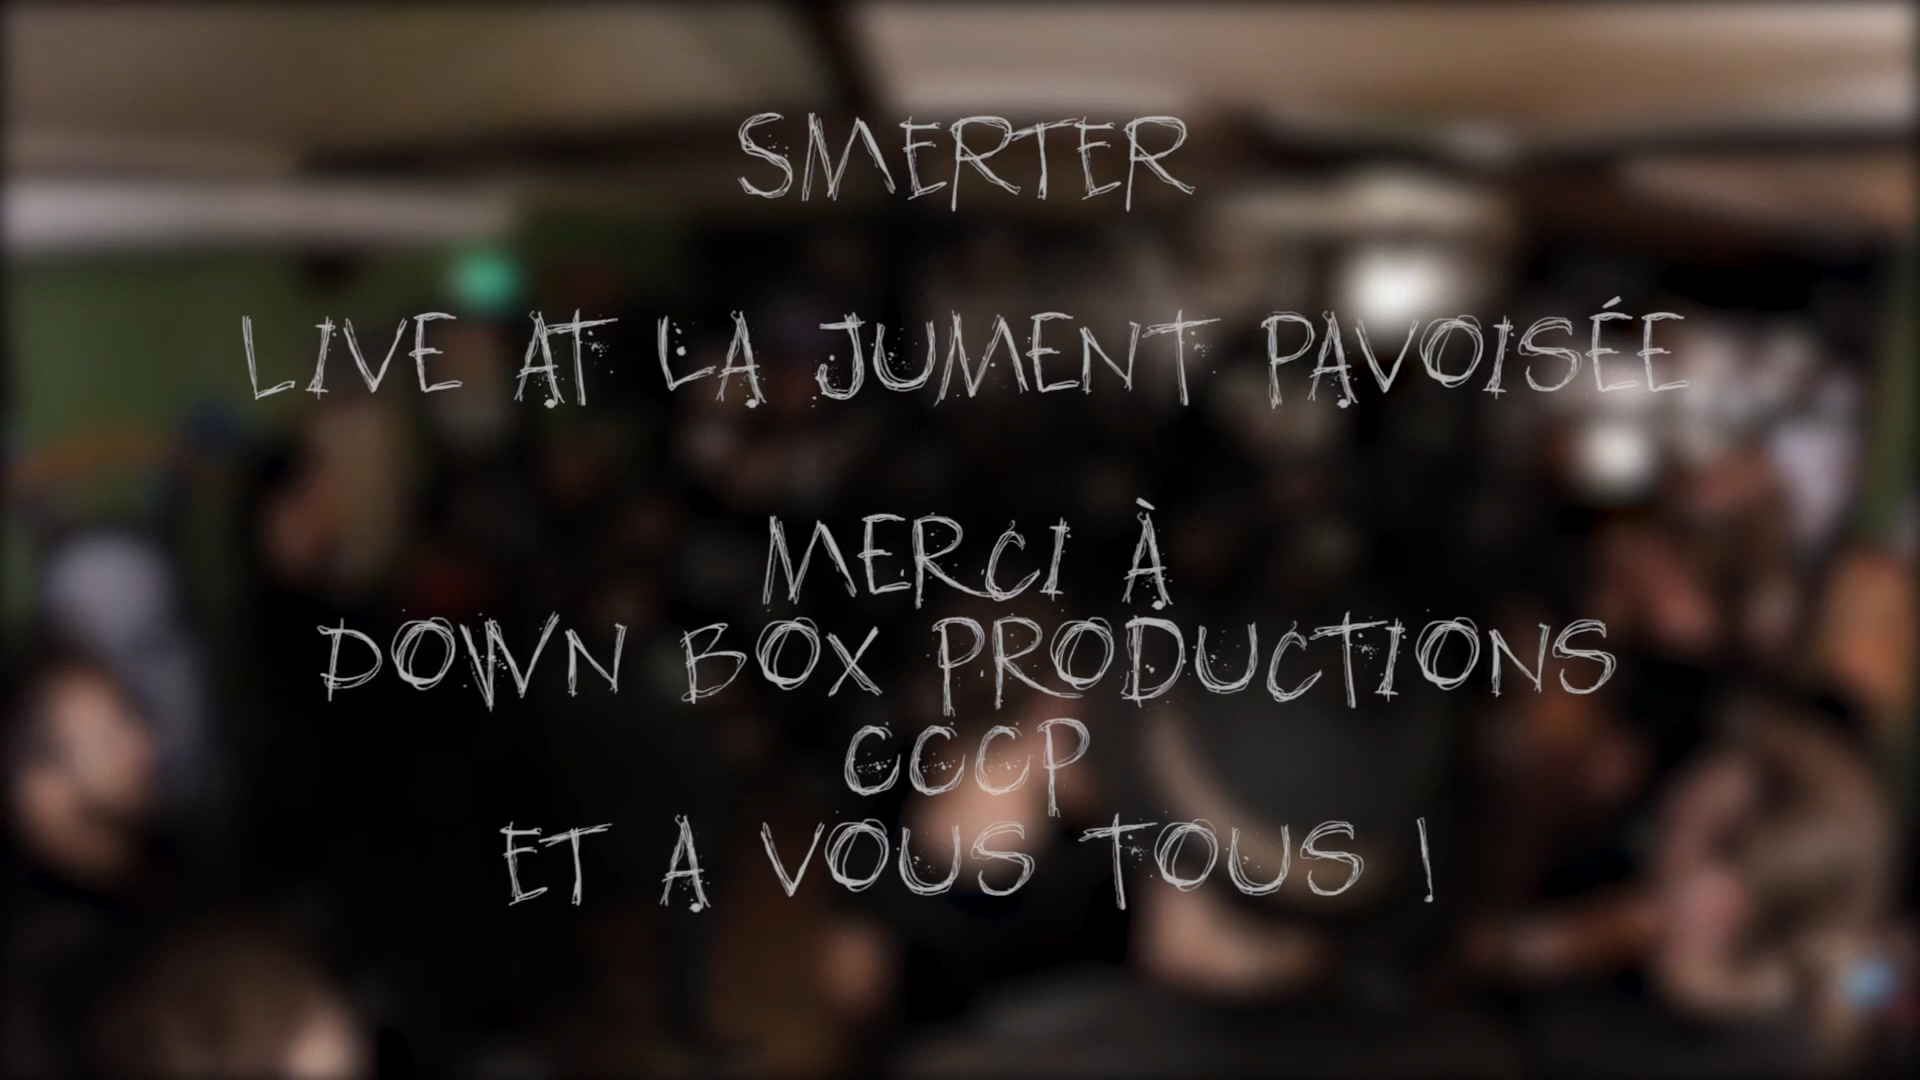 SMERTER
LIVE AT LA JUMENT PAVOISÉE
MERCI À
DOWN BOX PRODUCTIONS
CCCP
ET A VOUS TOUS !